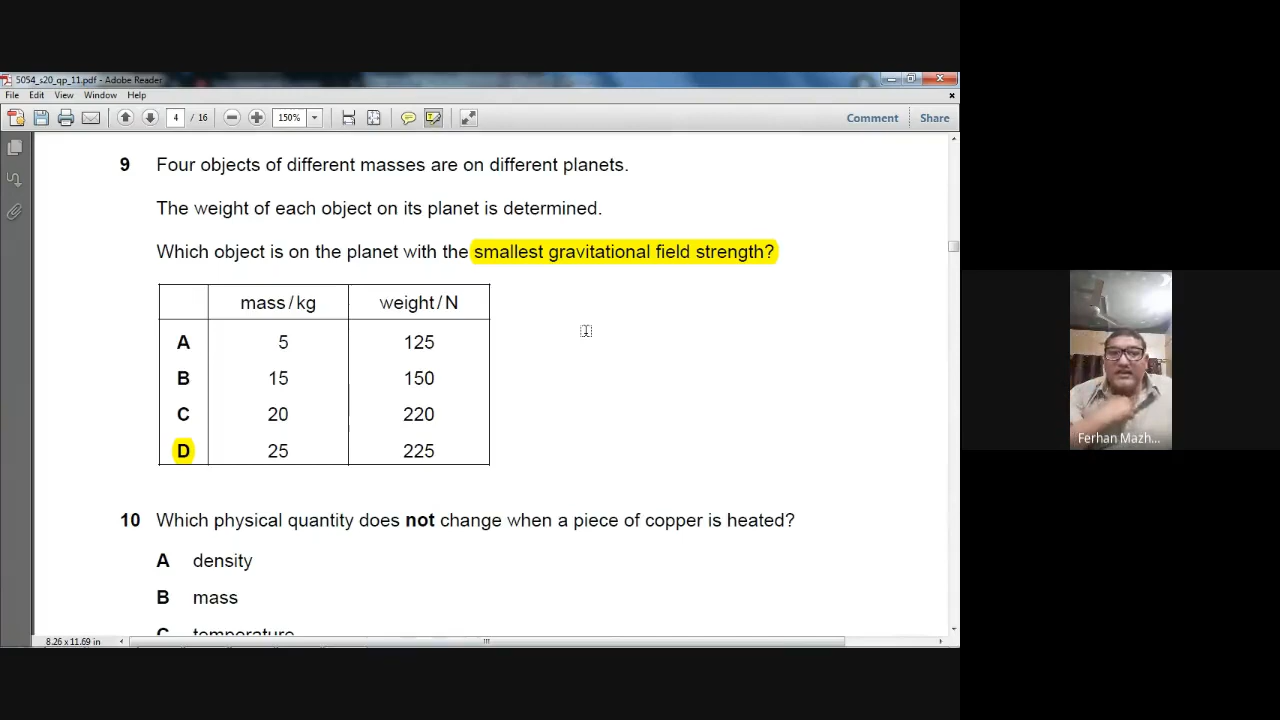 5054_s20_qp_11.pdf - Adobe Reader
File Edit View Window Help
4 / 16 150% Comment Share
9 Four objects of different masses are on different planets.
The weight of each object on its planet is determined.
Which object is on the planet with the smallest gravitational field strength?
mass / kg weight / N
A 5 125
B 15 150
C 20 220
D 25 225
10 Which physical quantity does not change when a piece of copper is heated?
A density
B mass
C temperature
8.26 x 11.69 in
Ferhan Mazh...